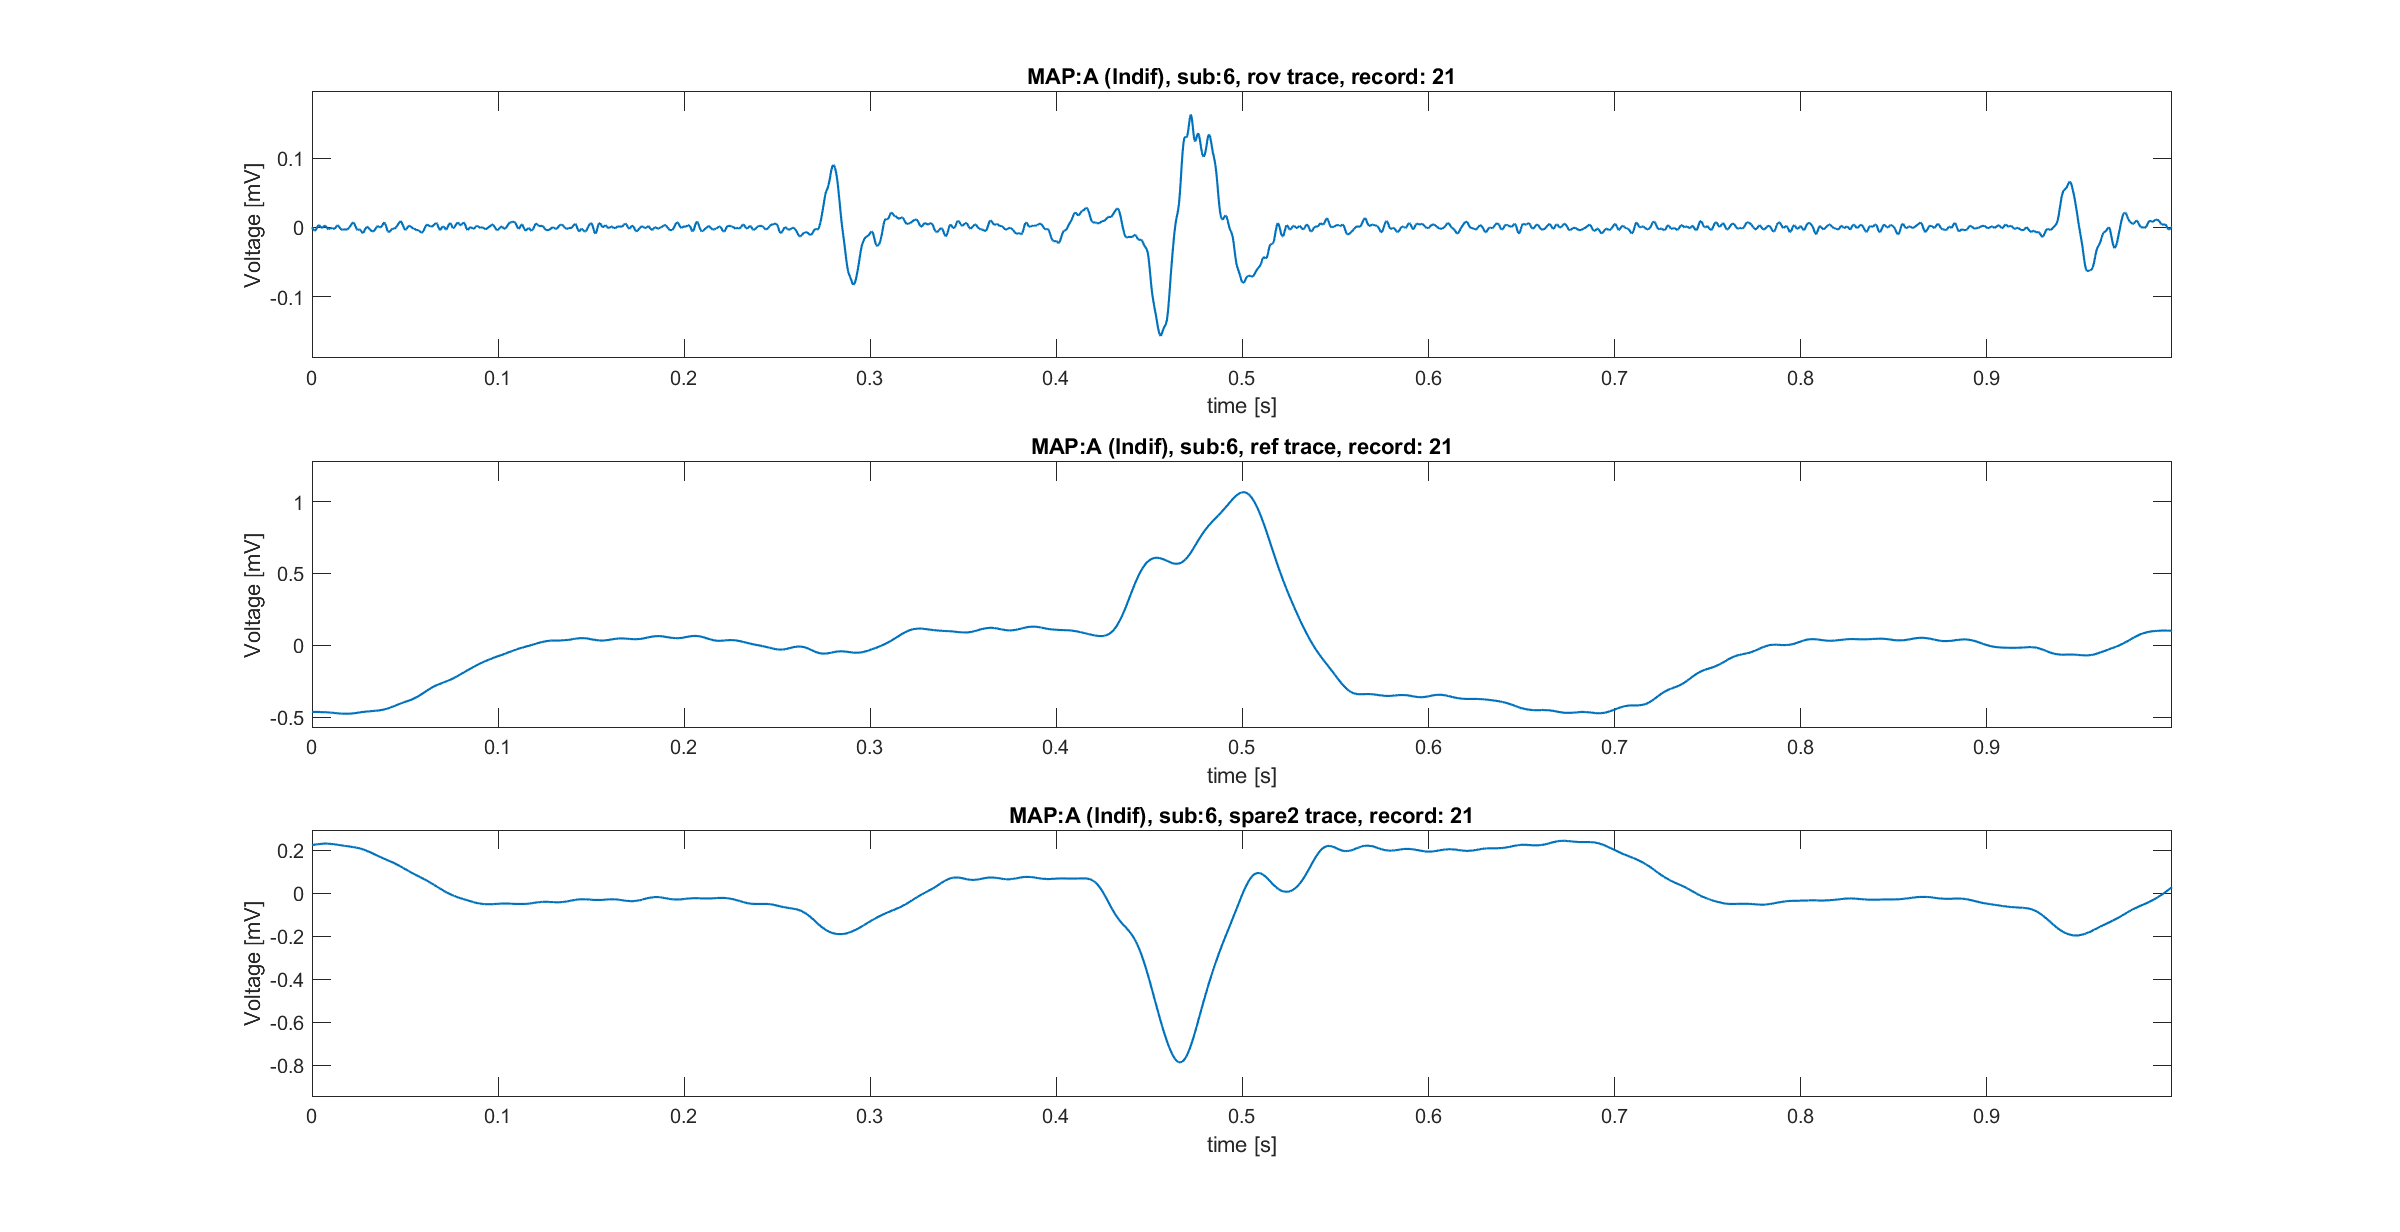 MAP:A (Indif), sub:6, rov trace, record: 21
Voltage [mV]
0.1
0
-0.1
0 0.1 0.2 0.3 0.4 0.5 0.6 0.7 0.8 0.9
time [s]
MAP:A (Indif), sub:6, ref trace, record: 21
Voltage [mV]
1
0.5
0
-0.5
0 0.1 0.2 0.3 0.4 0.5 0.6 0.7 0.8 0.9
time [s]
MAP:A (Indif), sub:6, spare2 trace, record: 21
Voltage [mV]
0.2
0
-0.2
-0.4
-0.6
-0.8
0 0.1 0.2 0.3 0.4 0.5 0.6 0.7 0.8 0.9
time [s]